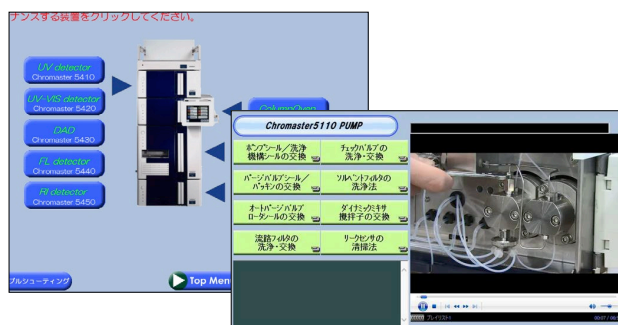 ナンスする装置をクリックしてください。
UV detector
Chromaster 5410
UV-VIS detector
Chromaster 5420
DAD
Chromaster 5430
FL detector
Chromaster 5440
RI detector
Chromaster 5450
ColumnOven
ブルシューティング
Top Menu
Chromaster5110 PUMP
ポンプシール／洗浄
機構シールの交換
チェックバルブの
洗浄・交換
パージバルブシール／
パッキンの交換
ソルベントフィルタの
洗浄法
オートパージバルブ
ロータシールの交換
ダイナミックミキサ
攪拌子の交換
流路フィルタの
洗浄・交換
リークセンサの
清掃法
プレイリスト1